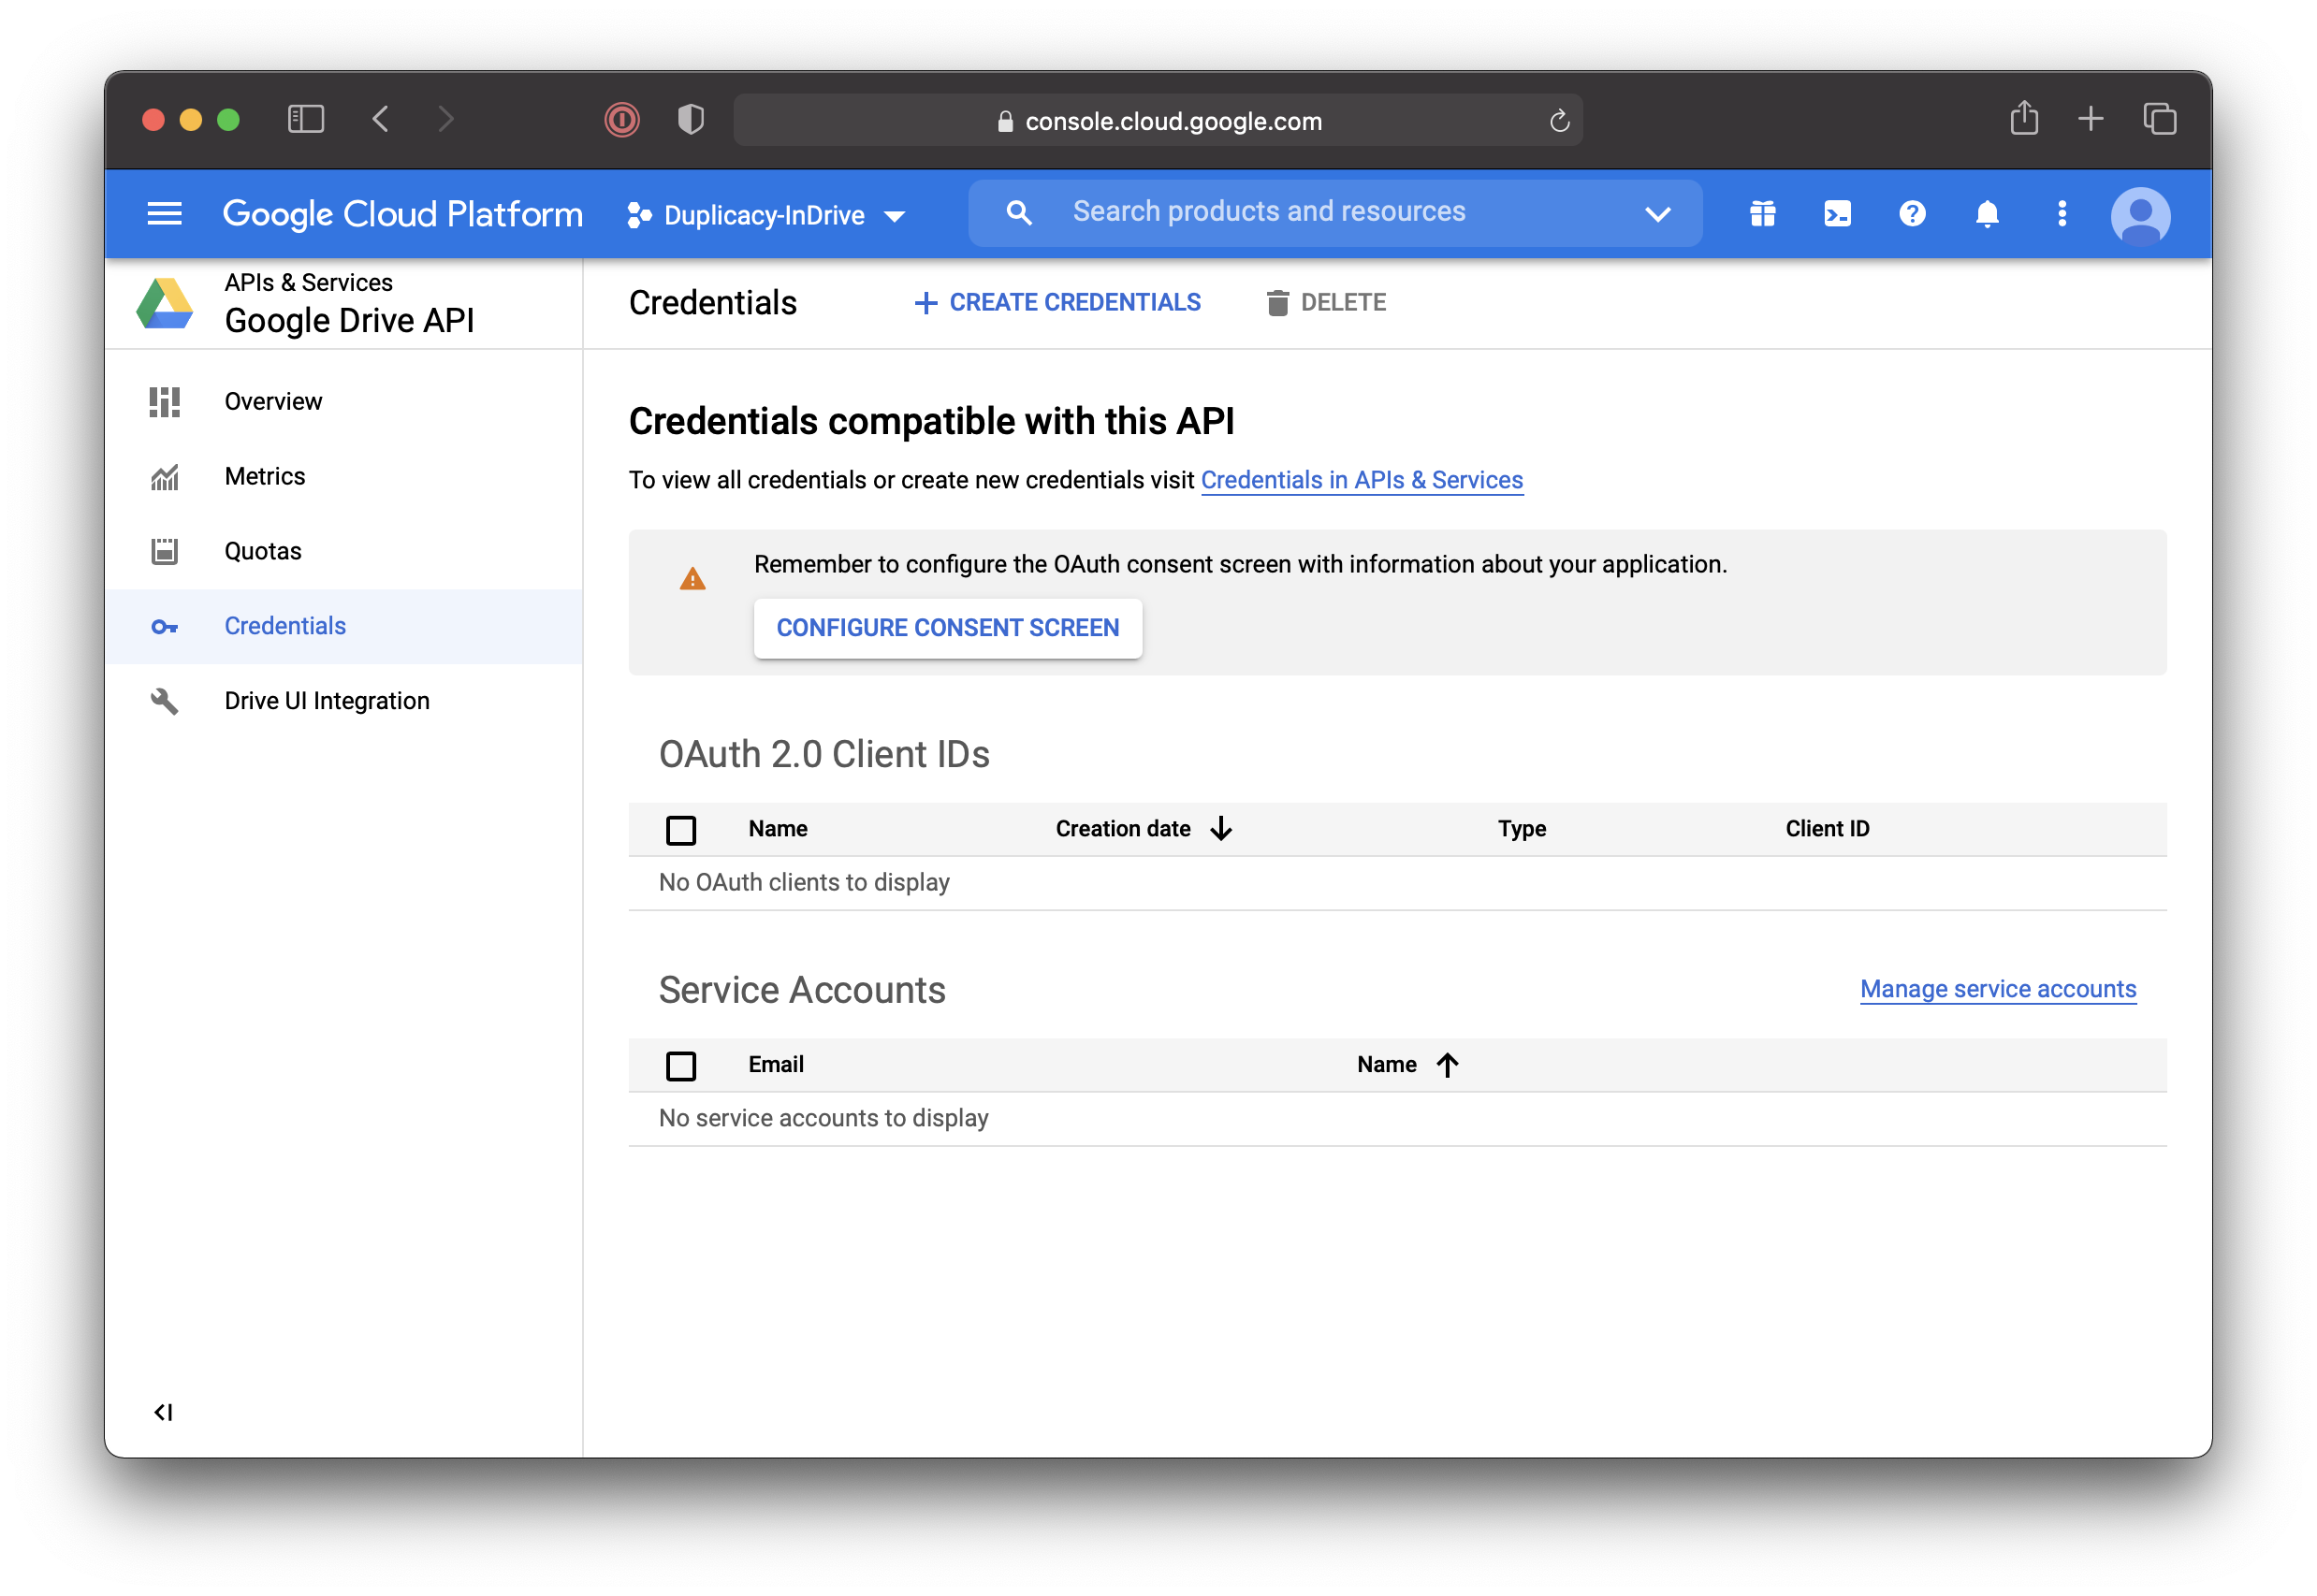 console.cloud.google.com
Google Cloud Platform
Duplicacy-InDrive
Search products and resources
APIs & Services
Google Drive API
Credentials
CREATE CREDENTIALS
DELETE
Overview
Metrics
Quotas
Credentials
Drive UI Integration
Credentials compatible with this API
To view all credentials or create new credentials visit Credentials in APIs & Services
Remember to configure the OAuth consent screen with information about your application.
CONFIGURE CONSENT SCREEN
OAuth 2.0 Client IDs
Name Creation date Type Client ID
No OAuth clients to display
Service Accounts
Manage service accounts
Email Name
No service accounts to display